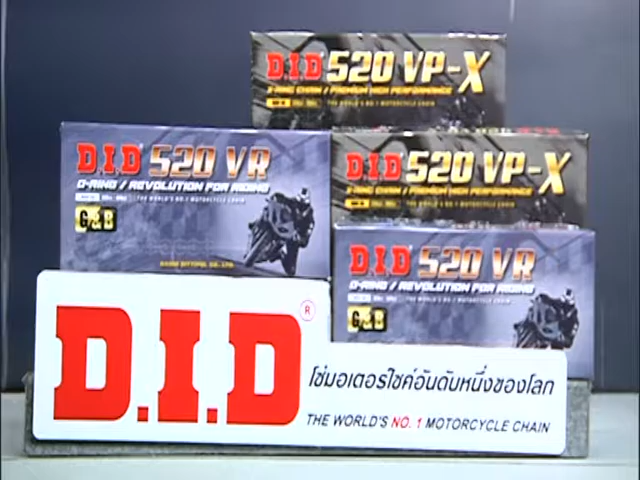 D.I.D 520 VP-X
X-RING CHAIN / PREMIUM HIGH PERFORMANCE
THE WORLD'S NO.1 MOTORCYCLE CHAIN
D.I.D 520 VR
O-RING / REVOLUTION FOR RIDING
THE WORLD'S NO.1 MOTORCYCLE CHAIN
G&B
D.I.D 520 VP-X
X-RING CHAIN / PREMIUM HIGH PERFORMANCE
THE WORLD'S NO.1 MOTORCYCLE CHAIN
D.I.D 520 VR
O-RING / REVOLUTION FOR RIDING
THE WORLD'S NO.1 MOTORCYCLE CHAIN
G&B
D.I.D ®
โซ่มอเตอร์ไซค์อันดับหนึ่งของโลก
THE WORLD'S NO. 1 MOTORCYCLE CHAIN